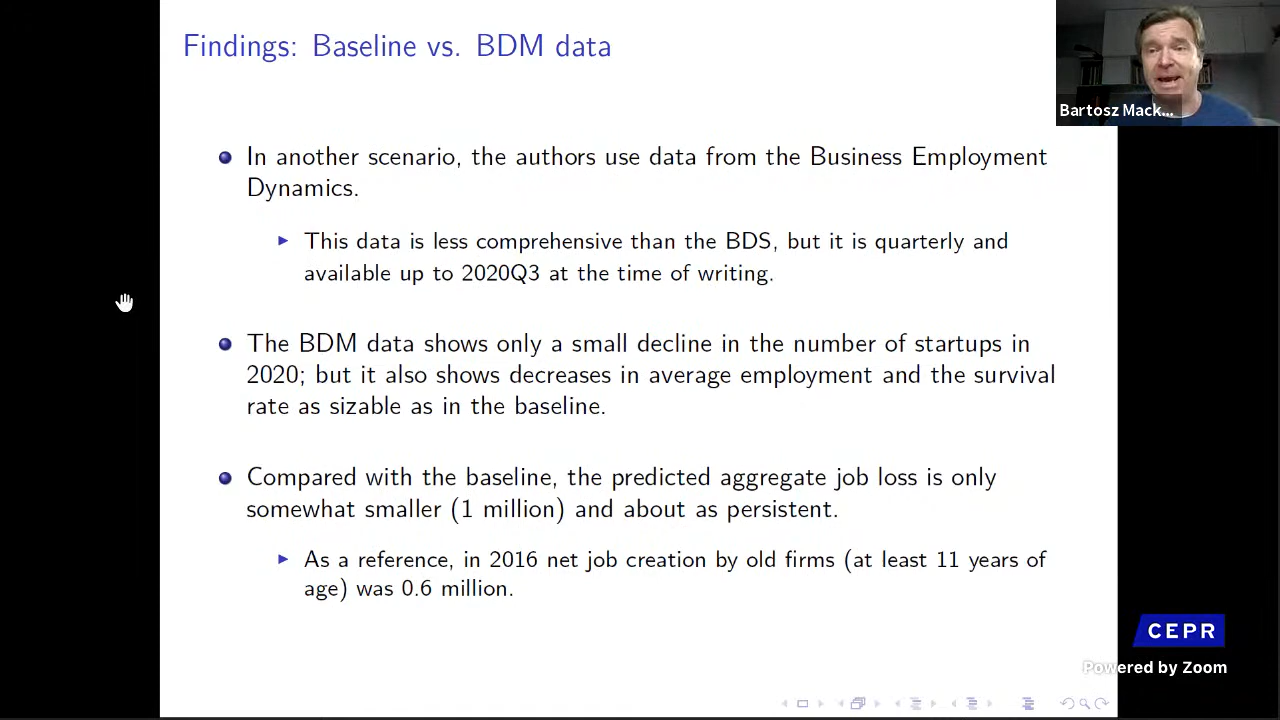 Findings: Baseline vs. BDM data
In another scenario, the authors use data from the Business Employment
Dynamics.
This data is less comprehensive than the BDS, but it is quarterly and
available up to 2020Q3 at the time of writing.
The BDM data shows only a small decline in the number of startups in
2020; but it also shows decreases in average employment and the survival
rate as sizable as in the baseline.
Compared with the baseline, the predicted aggregate job loss is only
somewhat smaller (1 million) and about as persistent.
As a reference, in 2016 net job creation by old firms (at least 11 years of
age) was 0.6 million.
Bartosz Mack...
CEPR
Powered by Zoom